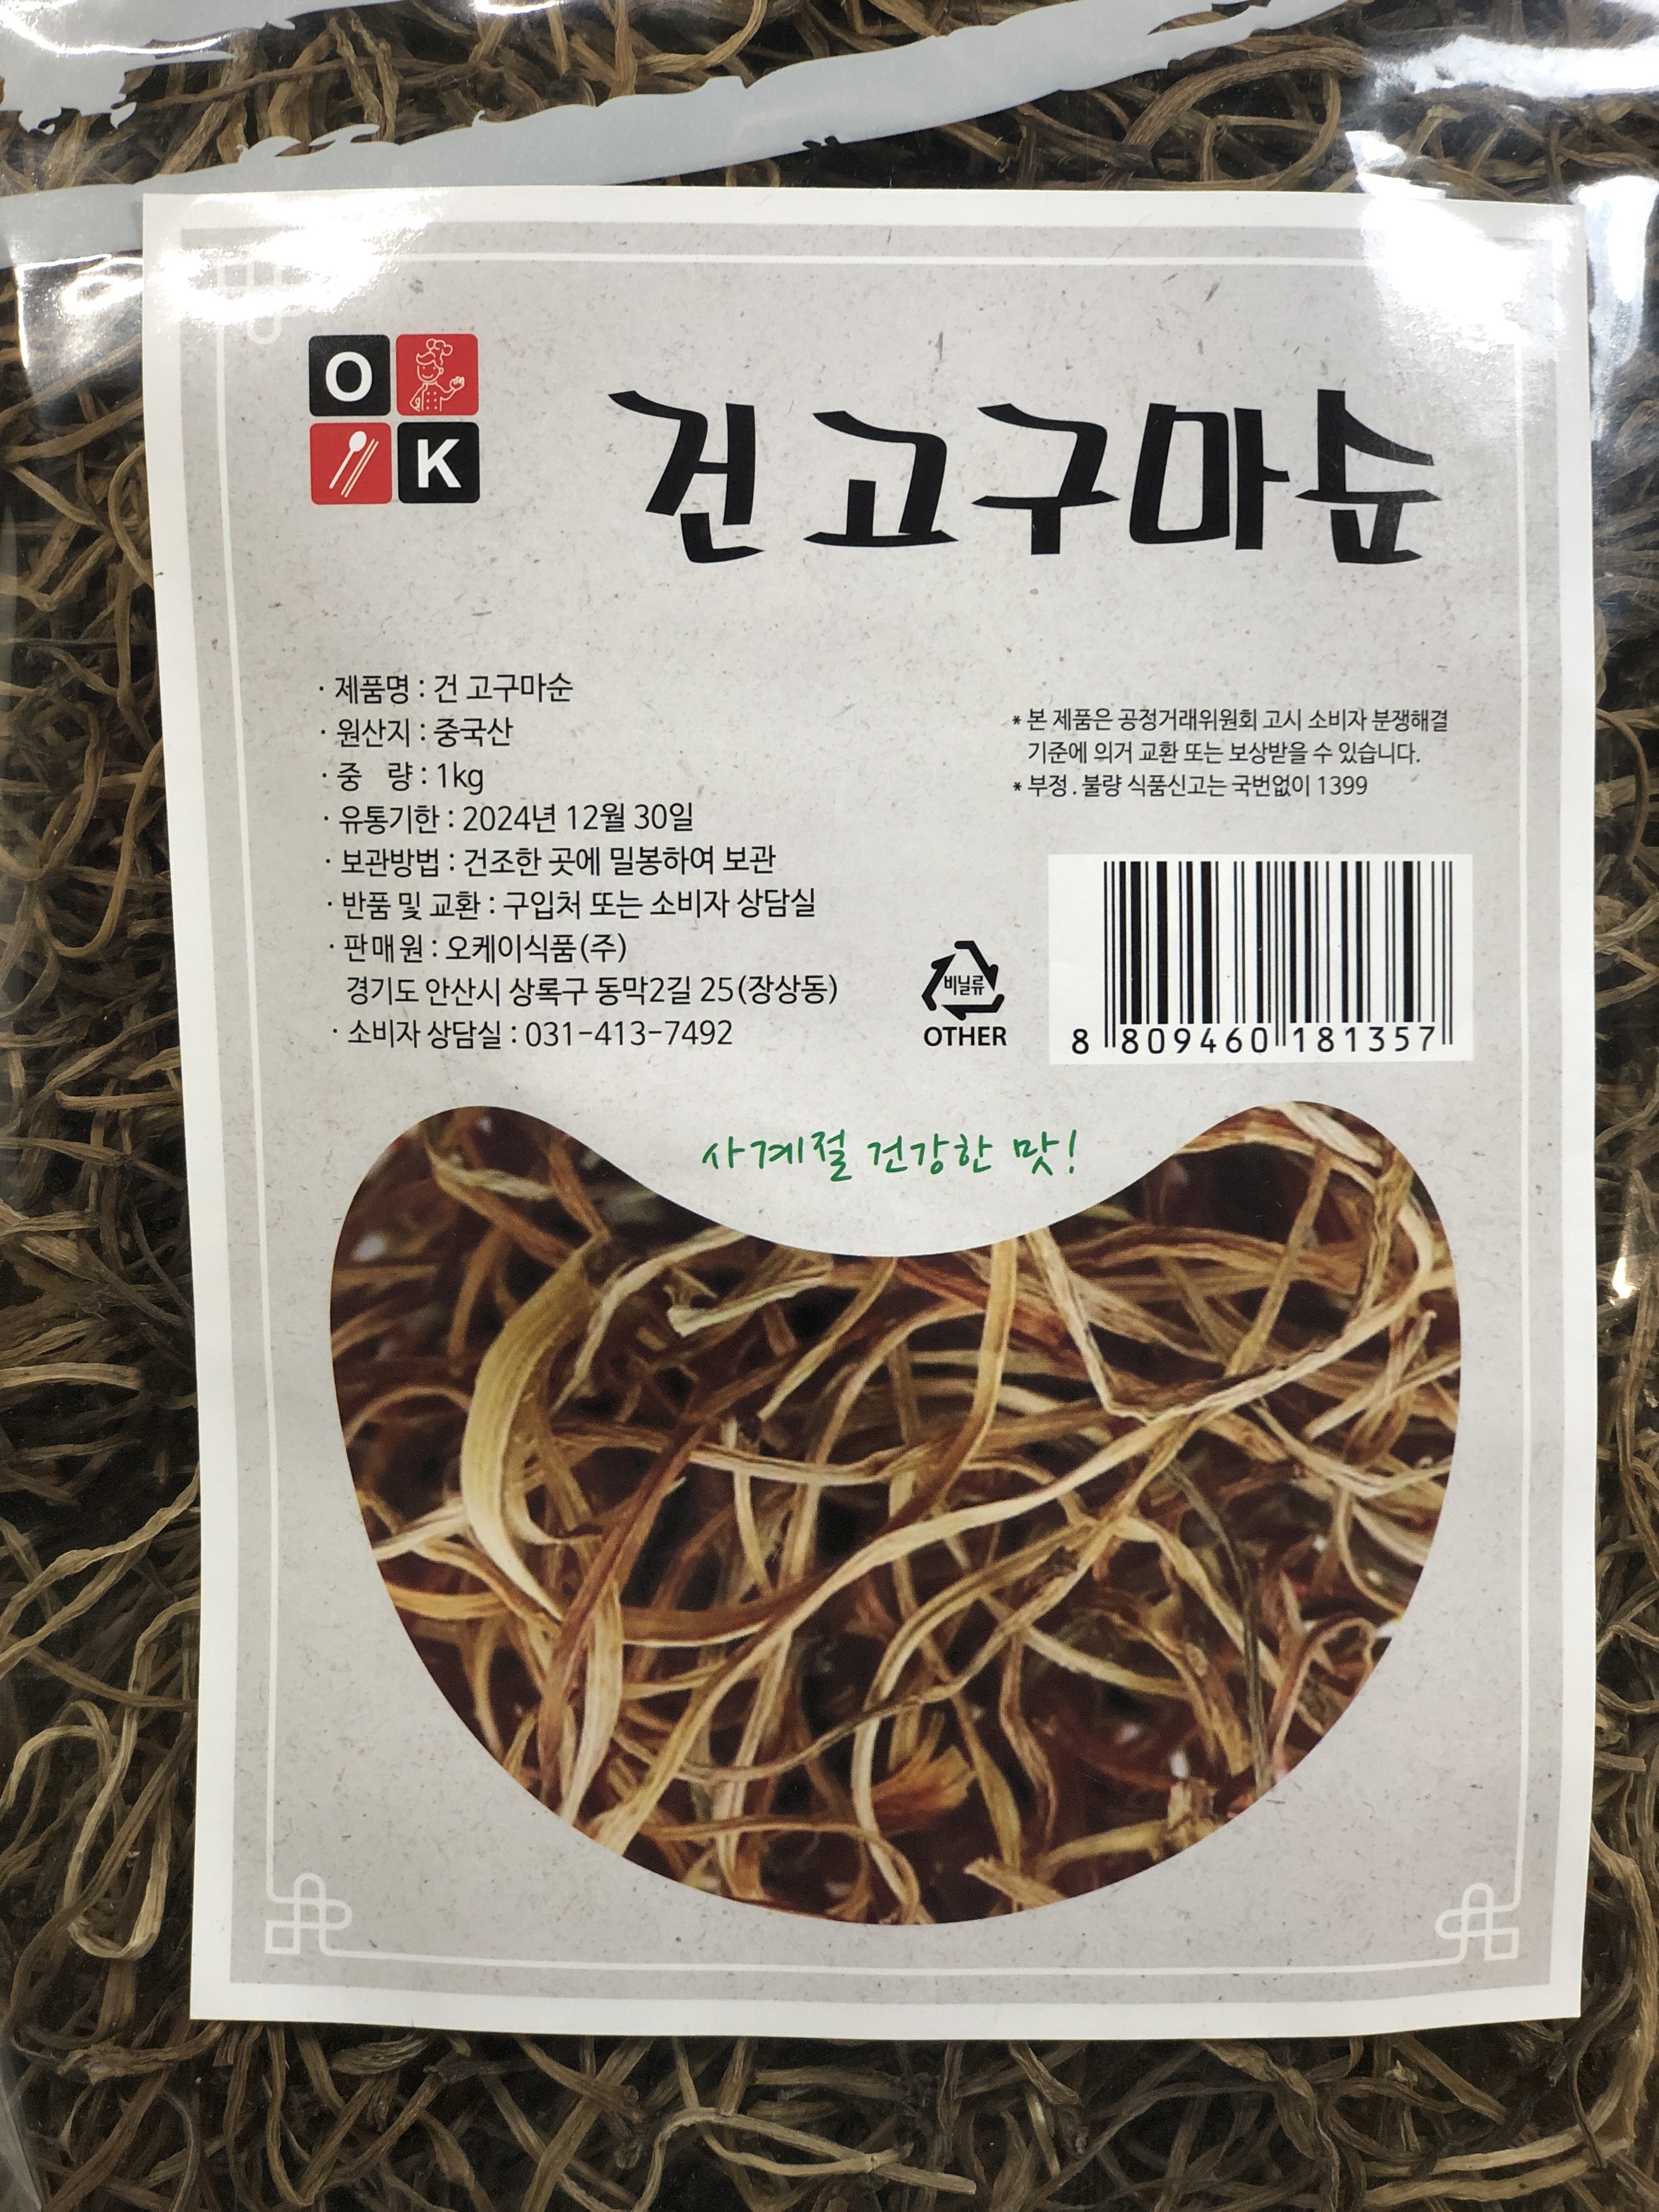 O
K
건 고구마순
· 제품명 : 건 고구마순
· 원산지 : 중국산
· 중 량 : 1kg
· 유통기한 : 2024년 12월 30일
· 보관방법 : 건조한 곳에 밀봉하여 보관
· 반품 및 교환 : 구입처 또는 소비자 상담실
· 판매원 : 오케이식품(주)
경기도 안산시 상록구 동막2길 25(장상동)
· 소비자 상담실 : 031-413-7492
* 본 제품은 공정거래위원회 고시 소비자 분쟁해결
기준에 의거 교환 또는 보상받을 수 있습니다.
* 부정 . 불량 식품신고는 국번없이 1399
비닐류
OTHER
8 809460 181357
사계절 건강한 맛!